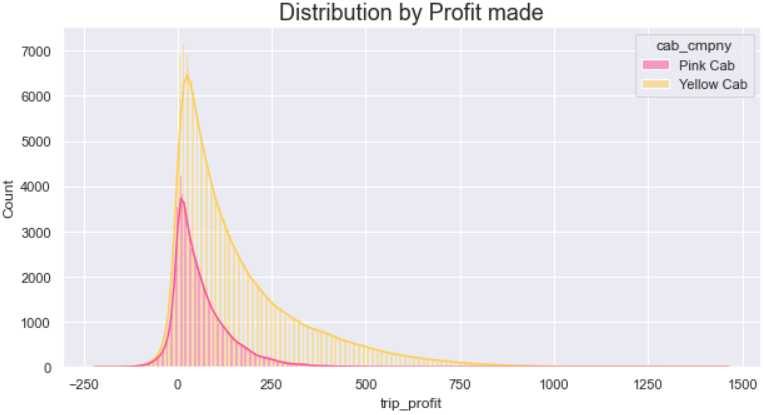 Distribution by Profit made
cab_cmpny
Pink Cab
Yellow Cab
7000
6000
5000
4000
3000
2000
1000
0
Count
−250
0
250
500
750
1000
1250
1500
trip_profit